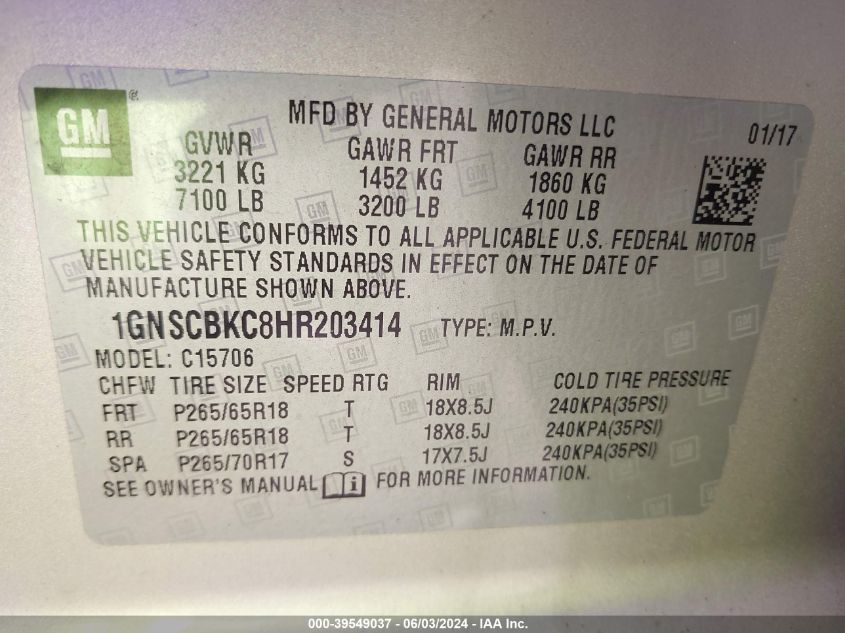 GM
®
MFD BY GENERAL MOTORS LLC
01/17
GVWR GAWR FRT GAWR RR
3221 KG 1452 KG 1860 KG
7100 LB 3200 LB 4100 LB
THIS VEHICLE CONFORMS TO ALL APPLICABLE U.S. FEDERAL MOTOR
VEHICLE SAFETY STANDARDS IN EFFECT ON THE DATE OF
MANUFACTURE SHOWN ABOVE.
1GNSCBKC8HR203414 TYPE: M.P.V.
MODEL: C15706
CHFW TIRE SIZE SPEED RTG RIM COLD TIRE PRESSURE
FRT P265/65R18 T 18X8.5J 240KPA(35PSI)
RR P265/65R18 T 18X8.5J 240KPA(35PSI)
SPA P265/70R17 S 17X7.5J 240KPA(35PSI)
SEE OWNER'S MANUAL i FOR MORE INFORMATION.
000-39549037 - 06/03/2024 - IAA Inc.